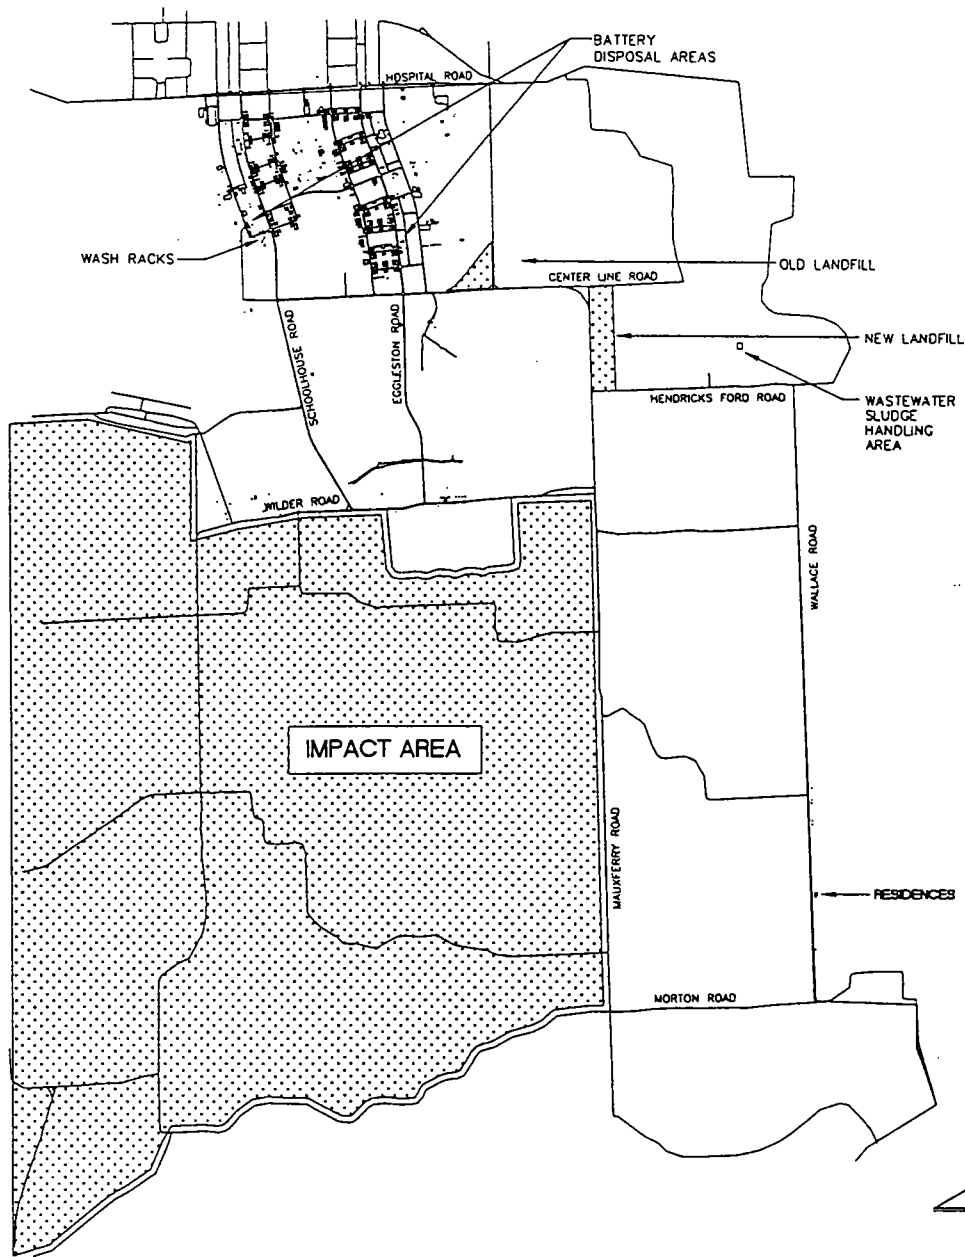 BATTERY
DISPOSAL AREAS
HOSPITAL ROAD
WASH RACKS
OLD LANDFILL
CENTER LINE ROAD
NEW LANDFILL
SCHOOLHOUSE ROAD
EGGLESTON ROAD
HENDRICKS FORD ROAD
WASTEWATER
SLUDGE
HANDLING
AREA
WILDER ROAD
WALLACE ROAD
IMPACT AREA
MAUXFERRY ROAD
RESIDENCES
MORTON ROAD